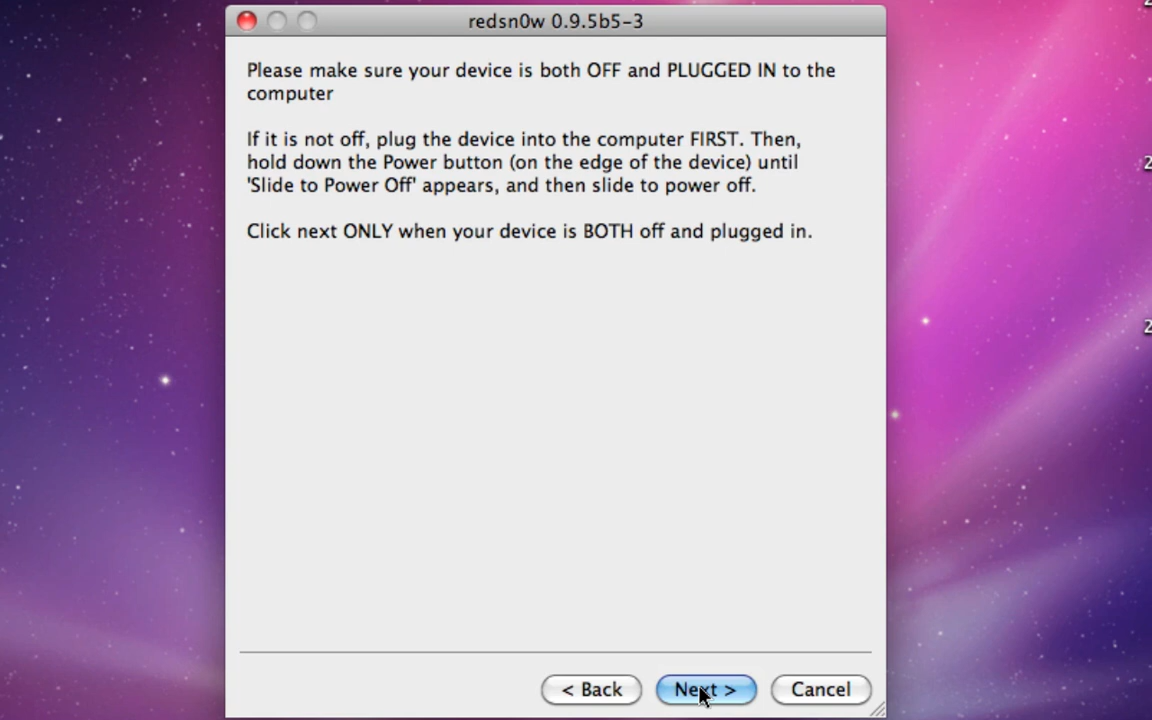 redsn0w 0.9.5b5-3
Please make sure your device is both OFF and PLUGGED IN to the
computer
If it is not off, plug the device into the computer FIRST. Then,
hold down the Power button (on the edge of the device) until
'Slide to Power Off' appears, and then slide to power off.
Click next ONLY when your device is BOTH off and plugged in.
< Back
Next >
Cancel